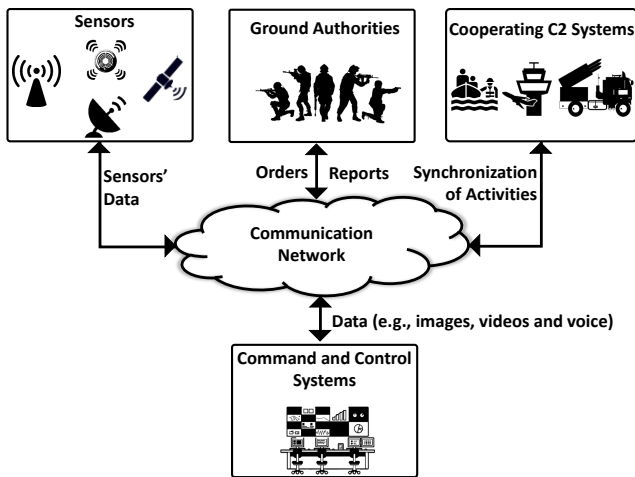 Sensors
Ground Authorities
Cooperating C2 Systems
Sensors'
Data
Orders
Reports
Synchronization
of Activities
Communication
Network
Data (e.g., images, videos and voice)
Command and Control
Systems